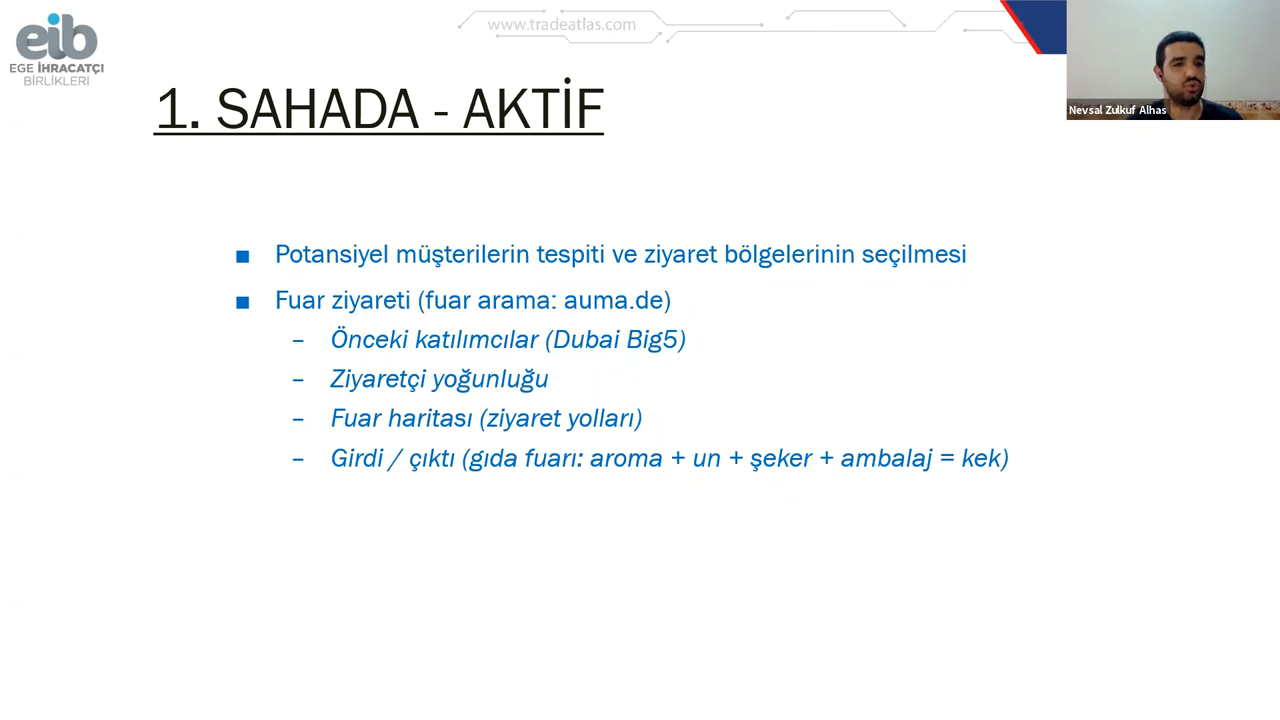 eib
EGE İHRACATÇI
BİRLİKLERİ
www.tradeatlas.com
Nevsal Zulkuf Alhas
1. SAHADA - AKTİF
■ Potansiyel müşterilerin tespiti ve ziyaret bölgelerinin seçilmesi
■ Fuar ziyareti (fuar arama: auma.de)
– Önceki katılımcılar (Dubai Big5)
– Ziyaretçi yoğunluğu
– Fuar haritası (ziyaret yolları)
– Girdi / çıktı (gıda fuarı: aroma + un + şeker + ambalaj = kek)